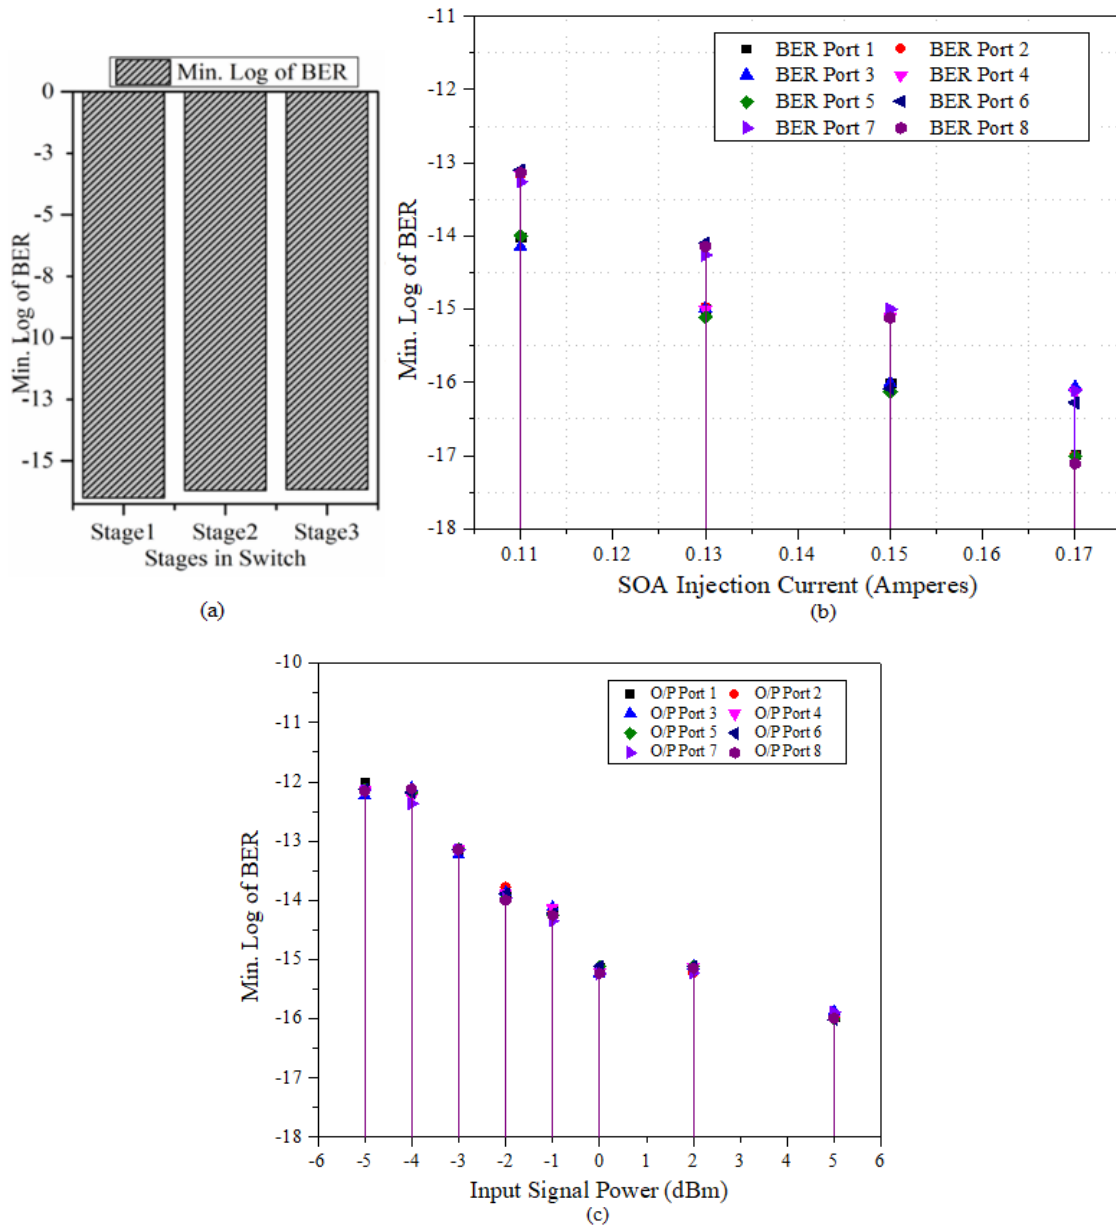 Min. Log of BER
0
-3
-5
-8
-10
-13
-15
Min. Log of BER
Min. Log of BER
Stage1 Stage2 Stage3
Stages in Switch
(a)
-11
-12
-13
-14
-15
-16
-17
-18
Min. Log of BER
BER Port 1 BER Port 2
BER Port 3 BER Port 4
BER Port 5 BER Port 6
BER Port 7 BER Port 8
0.11 0.12 0.13 0.14 0.15 0.16 0.17
SOA Injection Current (Amperes)
(b)
-10
-11
-12
-13
-14
-15
-16
-17
-18
Min. Log of BER
O/P Port 1 O/P Port 2
O/P Port 3 O/P Port 4
O/P Port 5 O/P Port 6
O/P Port 7 O/P Port 8
-6 -5 -4 -3 -2 -1 0 1 2 3 4 5 6
Input Signal Power (dBm)
(c)